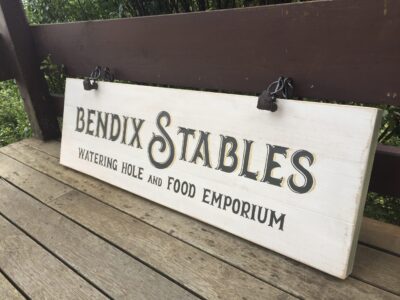 BENDIX STABLES
WATERING HOLE AND FOOD EMPORIUM